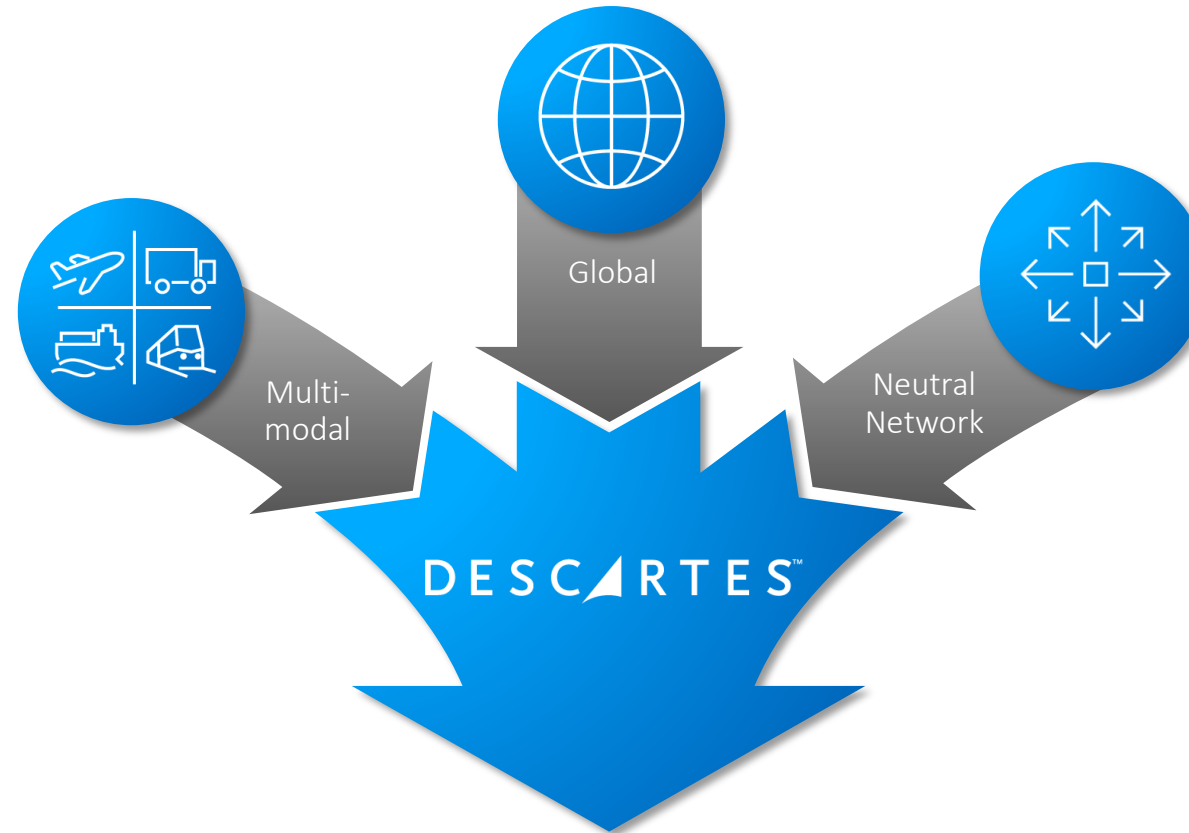 Global
Multi-
modal
Neutral
Network
DESCARTES™